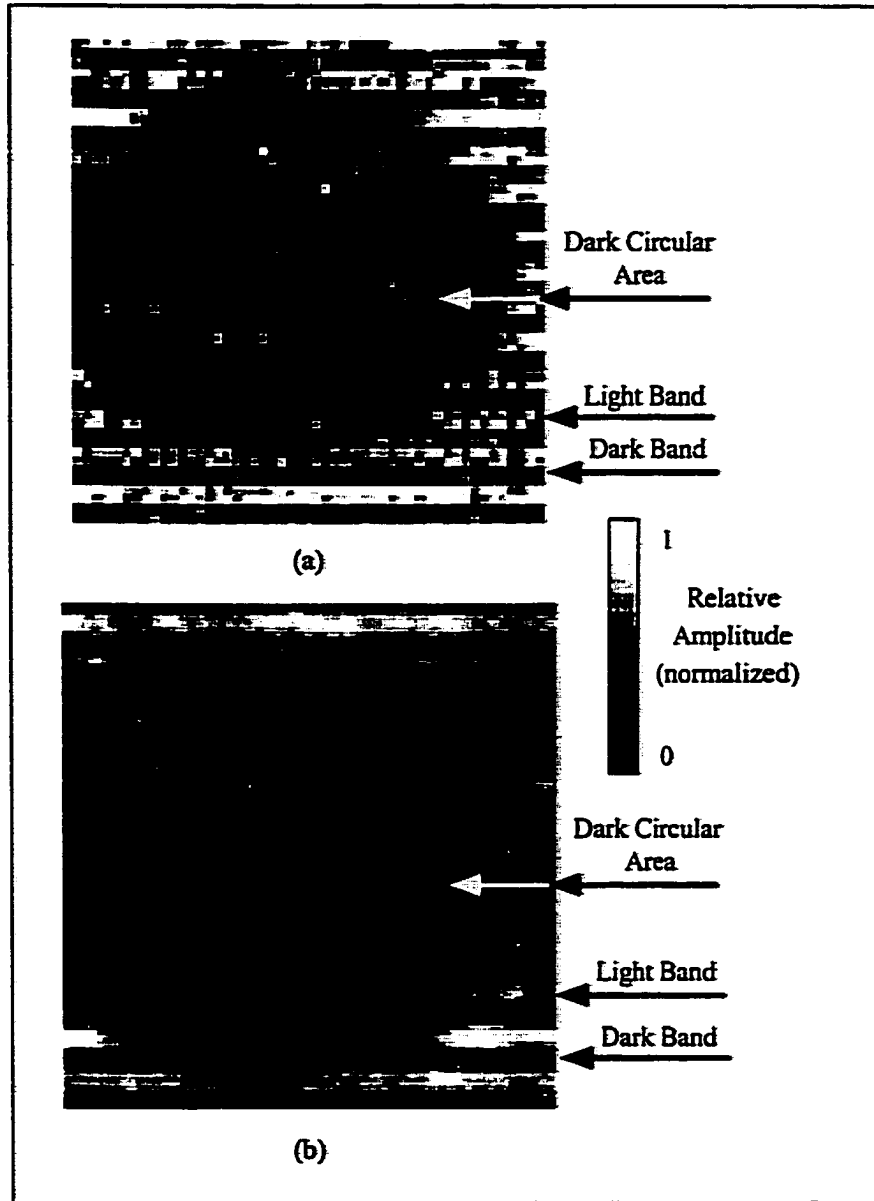 Dark Circular
Area
Light Band
Dark Band
(a)
1
Relative
Amplitude
(normalized)
0
Dark Circular
Area
Light Band
Dark Band
(b)